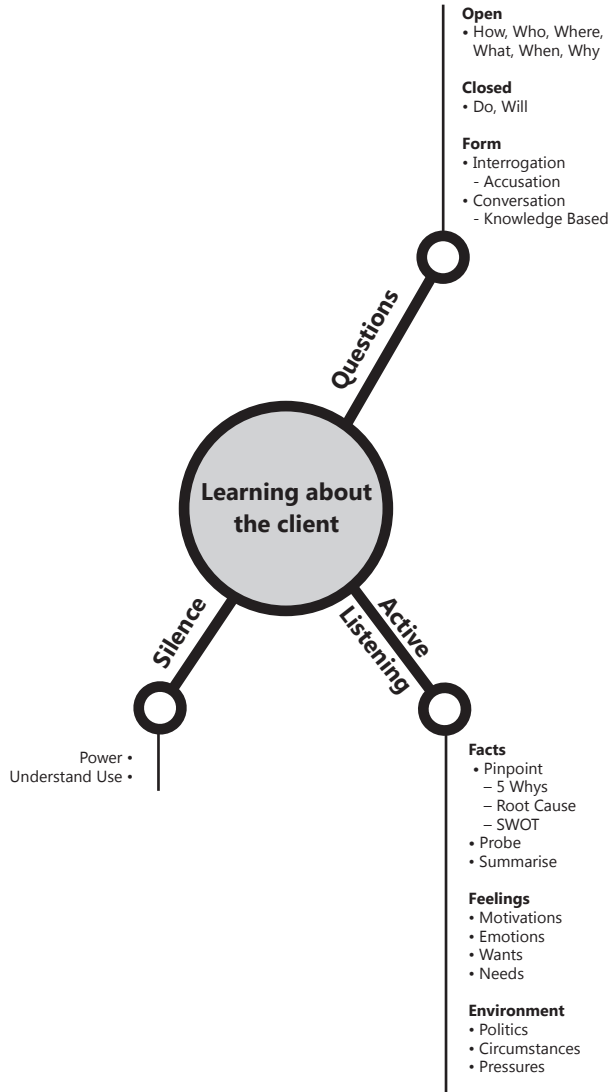 Open
• How, Who, Where,
What, When, Why
Closed
• Do, Will
Form
• Interrogation
- Accusation
• Conversation
- Knowledge Based
Questions
Learning about
the client
Silence
Power •
Understand Use •
Active
Listening
Facts
• Pinpoint
– 5 Whys
– Root Cause
– SWOT
• Probe
• Summarise
Feelings
• Motivations
• Emotions
• Wants
• Needs
Environment
• Politics
• Circumstances
• Pressures